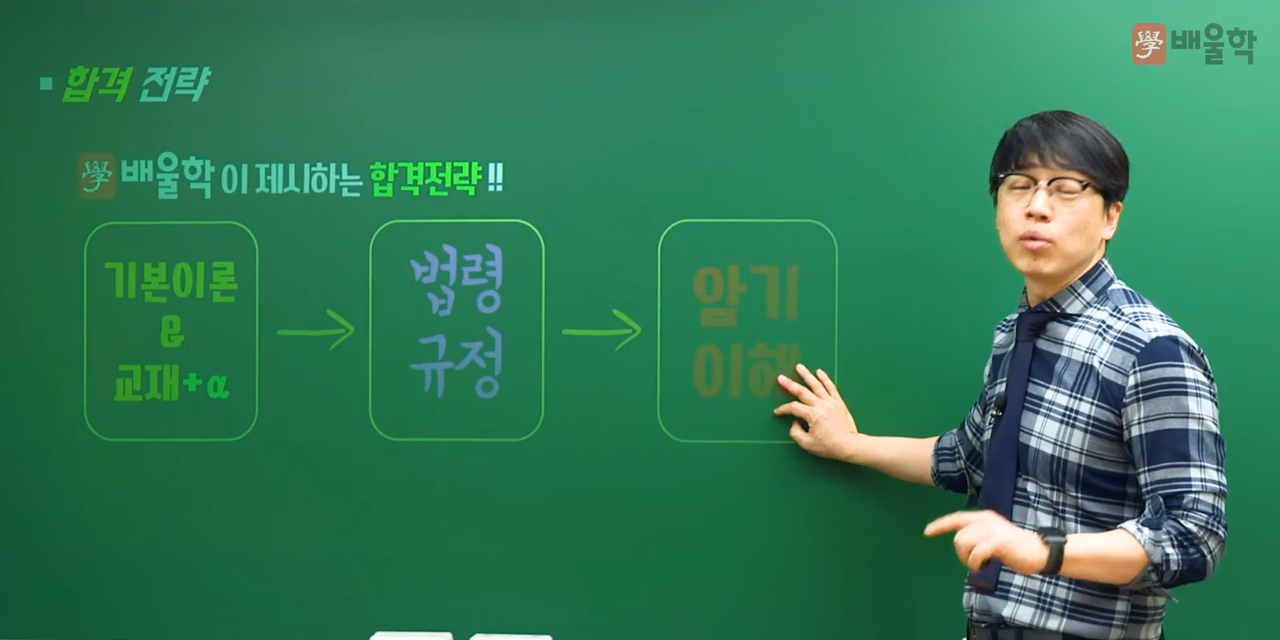 學 배울학
▪ 합격 전략
學 배울학이 제시하는 합격전략!!
기본이론
&
교재+α
법령
규정
암기
이해